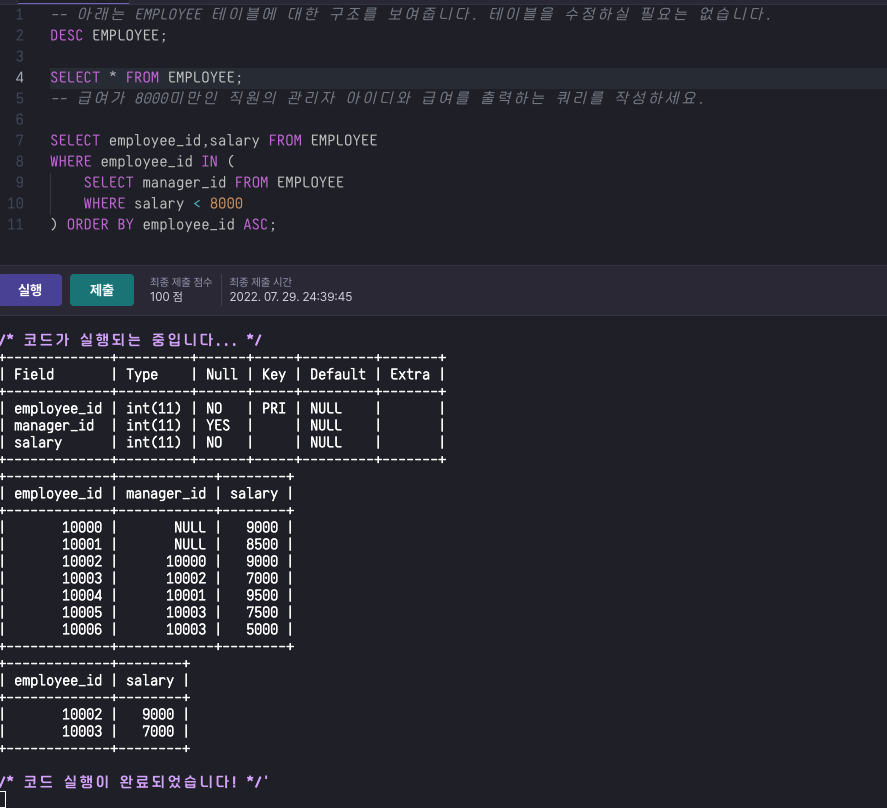 1 -- 아래는 EMPLOYEE 테이블에 대한 구조를 보여줍니다. 테이블을 수정하실 필요는 없습니다.
2 DESC EMPLOYEE;
3
4 SELECT * FROM EMPLOYEE;
5 -- 급여가 8000미만인 직원의 관리자 아이디와 급여를 출력하는 쿼리를 작성하세요.
6
7 SELECT employee_id,salary FROM EMPLOYEE
8 WHERE employee_id IN (
9     SELECT manager_id FROM EMPLOYEE
10     WHERE salary < 8000
11 ) ORDER BY employee_id ASC;
실행 제출 최종 제출 점수 최종 제출 시간
100 점 2022. 07. 29. 24:39:45
/* 코드가 실행되는 중입니다... */
+-------------+---------+------+-----+---------+-------+
| Field       | Type    | Null | Key | Default | Extra |
+-------------+---------+------+-----+---------+-------+
| employee_id | int(11) | NO   | PRI | NULL    |       |
| manager_id  | int(11) | YES  |     | NULL    |       |
| salary      | int(11) | NO   |     | NULL    |       |
+-------------+---------+------+-----+---------+-------+
+-------------+------------+--------+
| employee_id | manager_id | salary |
+-------------+------------+--------+
|       10000 |       NULL |   9000 |
|       10001 |       NULL |   8500 |
|       10002 |      10000 |   9000 |
|       10003 |      10002 |   7000 |
|       10004 |      10001 |   9500 |
|       10005 |      10003 |   7500 |
|       10006 |      10003 |   5000 |
+-------------+------------+--------+
+-------------+--------+
| employee_id | salary |
+-------------+--------+
|       10002 |   9000 |
|       10003 |   7000 |
+-------------+--------+
/* 코드 실행이 완료되었습니다! */'